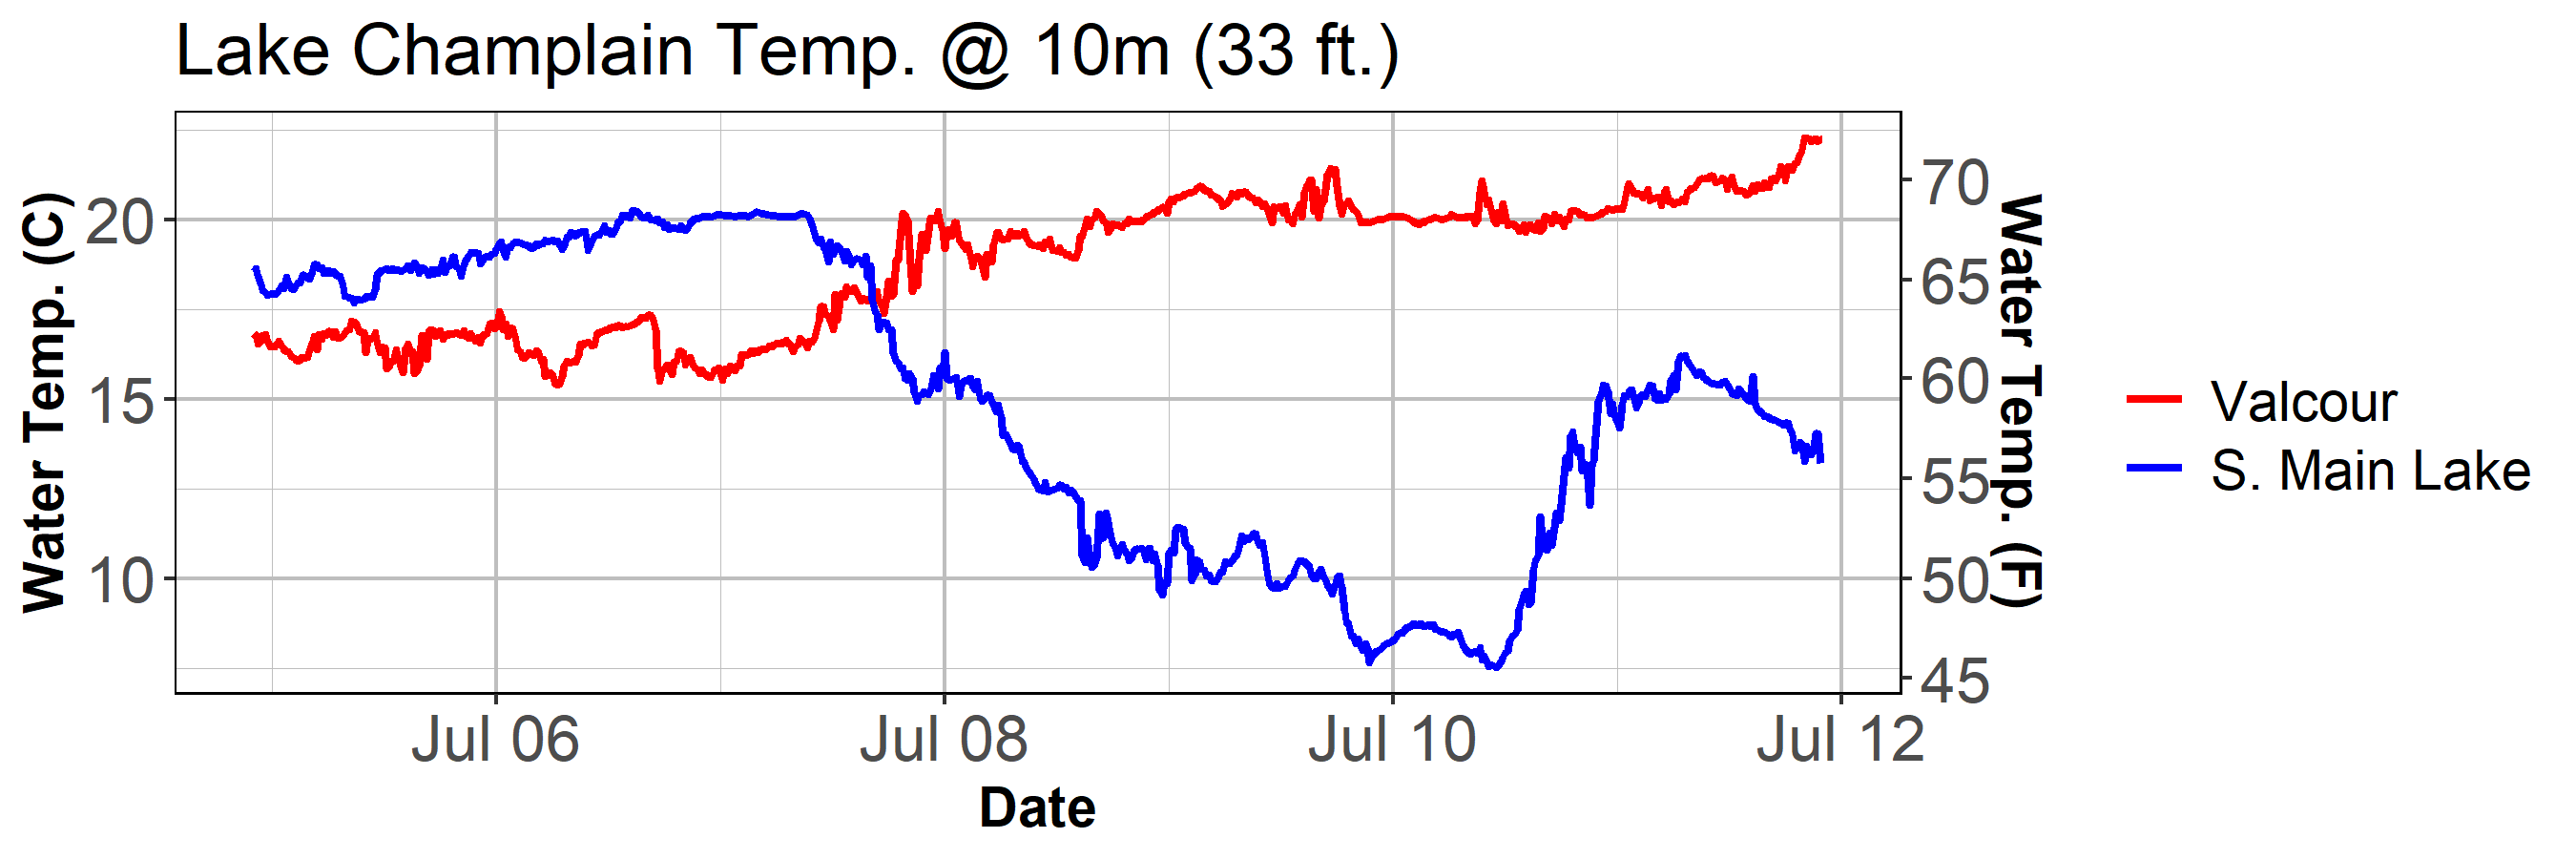 Lake Champlain Temp. @ 10m (33 ft.)
Water Temp. (C)
20
15
10
70
65
60
55
50
45
Water Temp. (F)
Jul 06
Jul 08
Jul 10
Jul 12
Date
Valcour
S. Main Lake